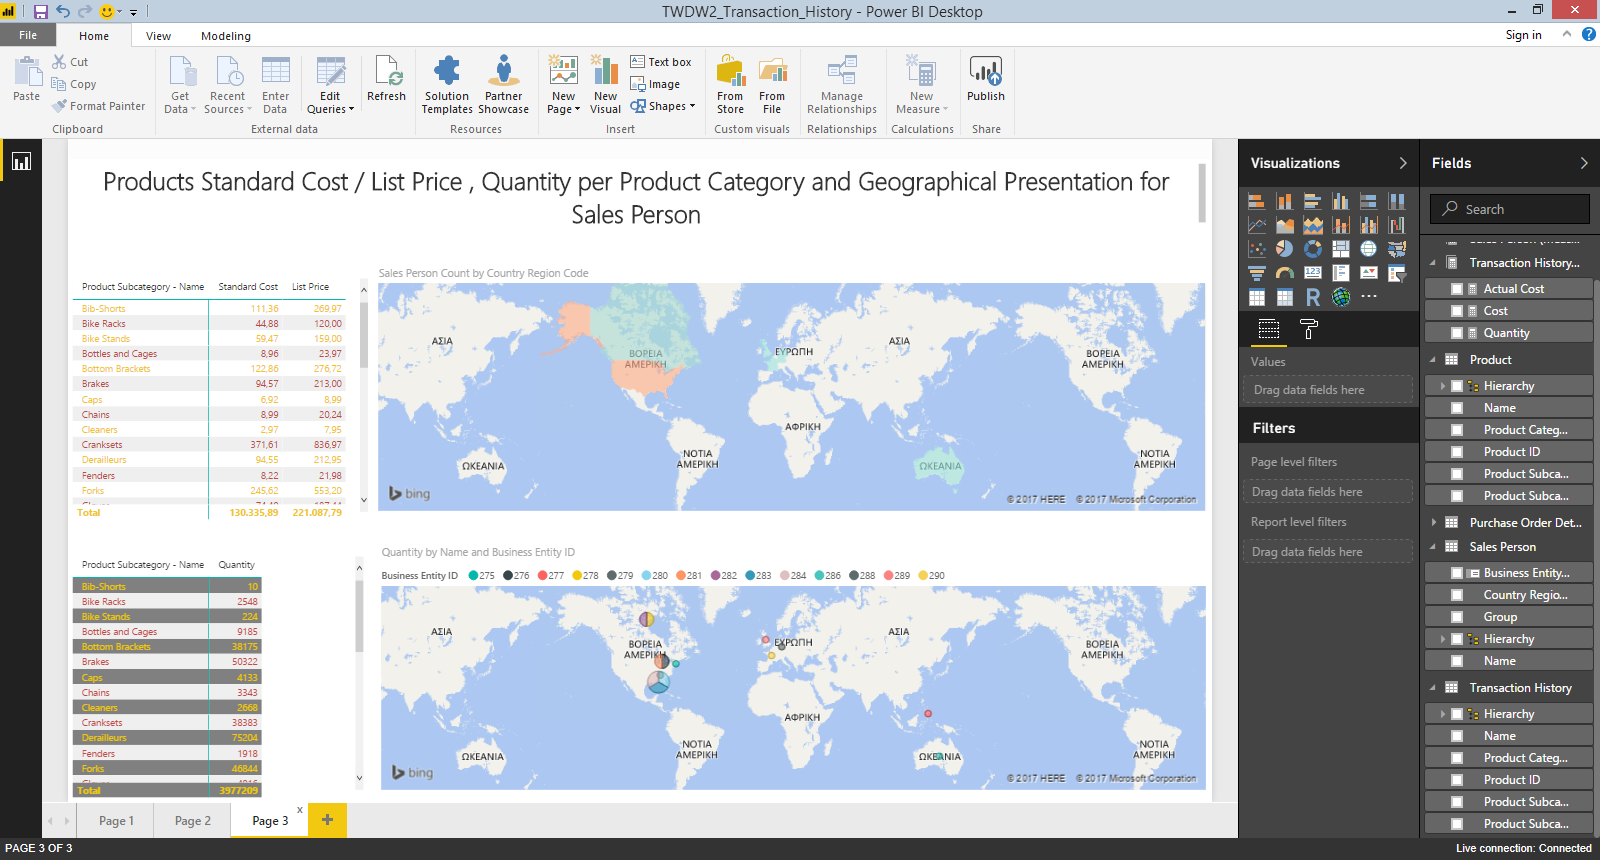 TWDW2_Transaction_History - Power BI Desktop
File
Home
View
Modeling
Sign in
Paste
Cut
Copy
Format Painter
Clipboard
Get Data
Recent Sources
Enter Data
Edit Queries
External data
Refresh
Solution Templates
Partner Showcase
Resources
New Page
New Visual
Text box
Image
Shapes
Insert
From Store
From File
Custom visuals
Manage Relationships
Relationships
New Measure
Calculations
Publish
Share
Products Standard Cost / List Price , Quantity per Product Category and Geographical Presentation for
Sales Person
Product Subcategory - Name Standard Cost List Price
Bib-Shorts 111,36 269,97
Bike Racks 44,88 120,00
Bike Stands 59,47 159,00
Bottles and Cages 8,96 23,97
Bottom Brackets 122,86 276,72
Brakes 94,57 213,00
Caps 6,92 8,99
Chains 8,99 20,24
Cleaners 2,97 7,95
Cranksets 371,61 836,97
Derailleurs 94,55 212,95
Fenders 8,22 21,98
Forks 245,62 553,20
Total 130.335,89 221.087,79
Sales Person Count by Country Region Code
ΑΣΙΑ
ΒΟΡΕΙΑ ΑΜΕΡΙΚΗ
ΕΥΡΩΠΗ
ΑΣΙΑ
ΒΟΡΕΙΑ ΑΜΕΡΙΚΗ
ΑΦΡΙΚΗ
ΩΚΕΑΝΙΑ
ΝΟΤΙΑ ΑΜΕΡΙΚΗ
ΩΚΕΑΝΙΑ
ΝΟΤΙΑ ΑΜΕΡΙΚΗ
bing
© 2017 HERE © 2017 Microsoft Corporation
Product Subcategory - Name Quantity
Bib-Shorts 10
Bike Racks 2548
Bike Stands 224
Bottles and Cages 9185
Bottom Brackets 38175
Brakes 50322
Caps 4133
Chains 3343
Cleaners 2668
Cranksets 38383
Derailleurs 75204
Fenders 1918
Forks 46844
Total 3977209
Quantity by Name and Business Entity ID
Business Entity ID 275 276 277 278 279 280 281 282 283 284 286 288 289 290
ΑΣΙΑ
ΒΟΡΕΙΑ ΑΜΕΡΙΚΗ
ΕΥΡΩΠΗ
ΑΣΙΑ
ΒΟΡΕΙΑ ΑΜΕΡΙΚΗ
ΑΦΡΙΚΗ
ΩΚΕΑΝΙΑ
ΝΟΤΙΑ ΑΜΕΡΙΚΗ
ΩΚΕΑΝΙΑ
ΝΟΤΙΑ ΑΜΕΡΙΚΗ
bing
© 2017 HERE © 2017 Microsoft Corporation
Visualizations
Values
Drag data fields here
Filters
Page level filters
Drag data fields here
Report level filters
Drag data fields here
Fields
Search
Transaction History...
Actual Cost
Cost
Quantity
Product
Hierarchy
Name
Product Categ...
Product ID
Product Subca...
Product Subca...
Purchase Order Det...
Sales Person
Business Entity...
Country Regio...
Group
Hierarchy
Name
Transaction History
Hierarchy
Name
Product Categ...
Product ID
Product Subca...
Product Subca...
Page 1
Page 2
Page 3
x
+
PAGE 3 OF 3
Live connection: Connected